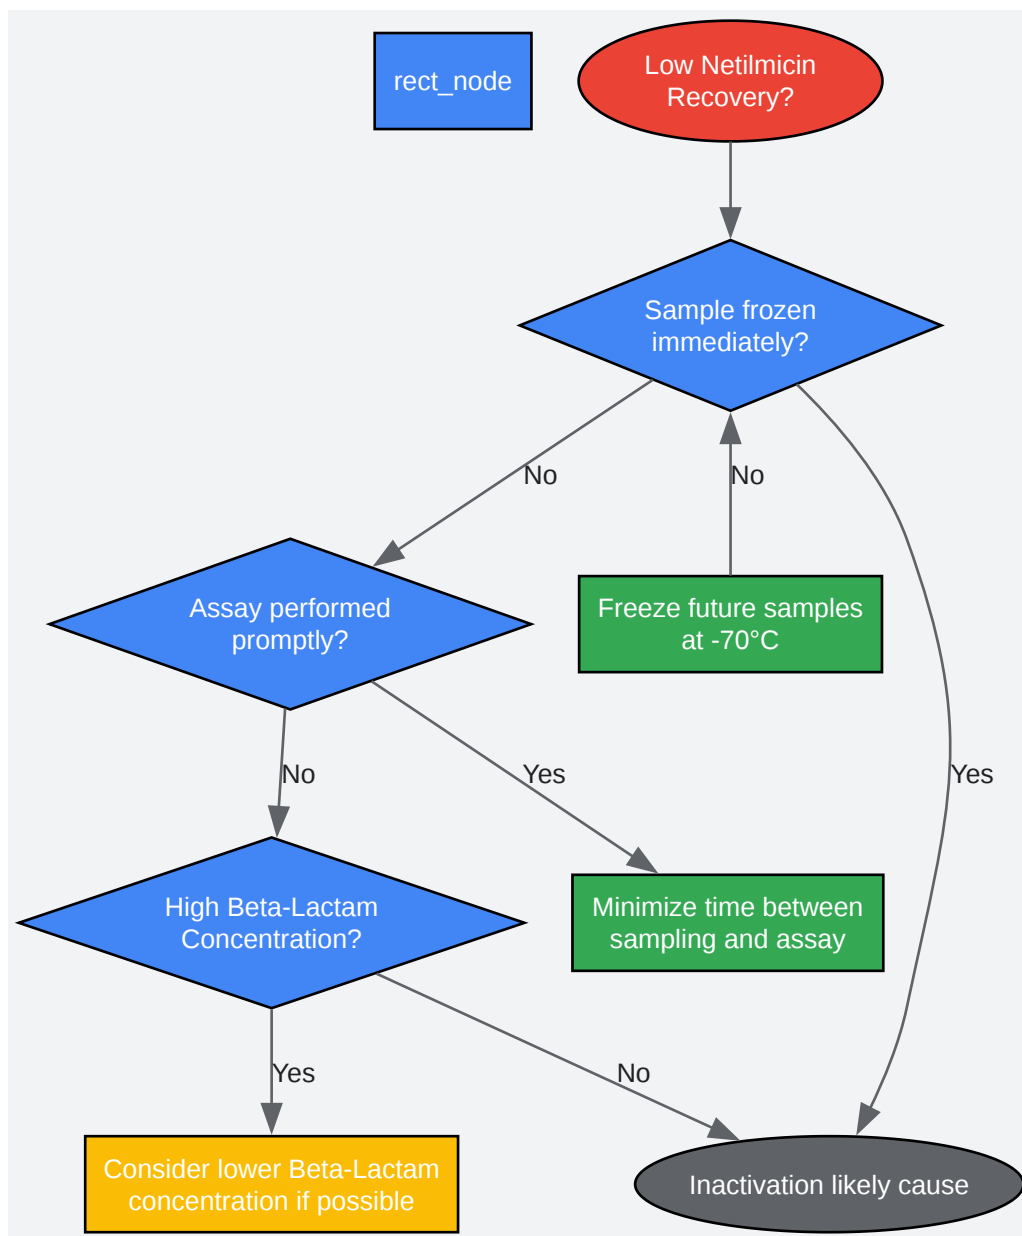 rect_node
Low Netilmicin
Recovery?
Sample frozen
immediately?
No
No
Assay performed
promptly?
Freeze future samples
at -70°C
No
Yes
Yes
High Beta-Lactam
Concentration?
Minimize time between
sampling and assay
Yes
No
Consider lower Beta-Lactam
concentration if possible
Inactivation likely cause